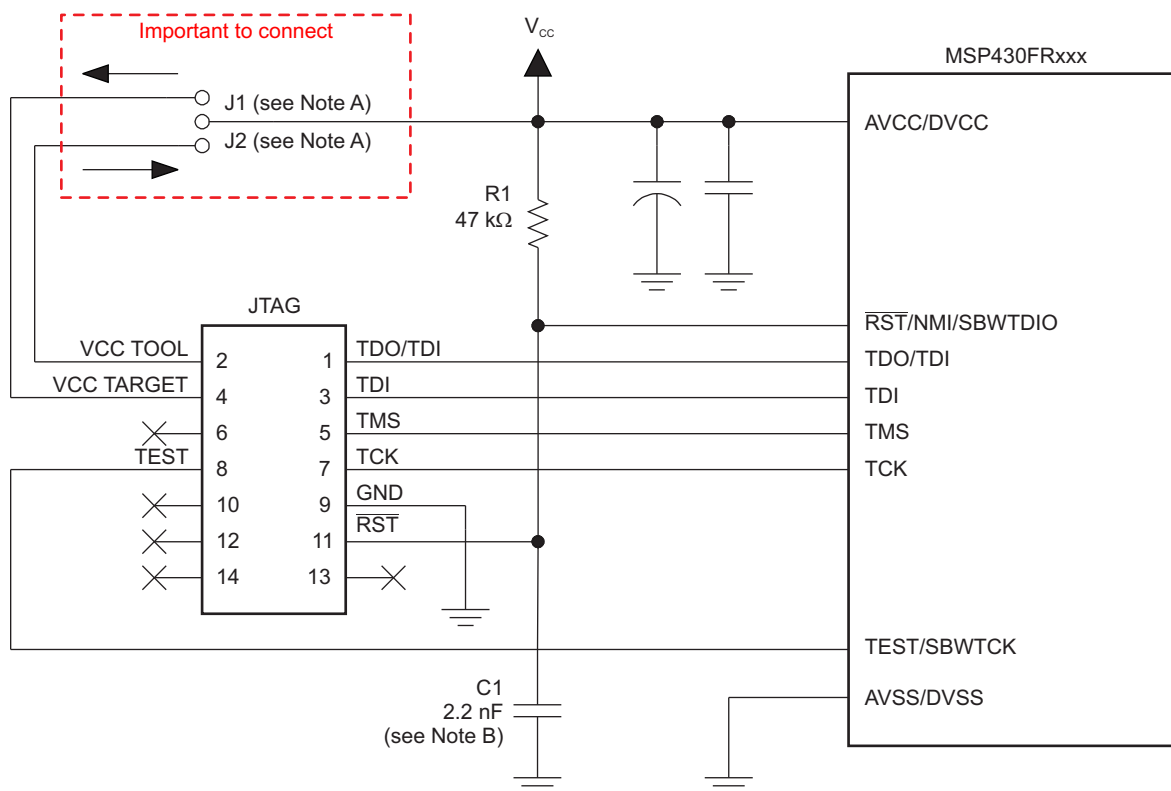 Important to connect
J1 (see Note A)
J2 (see Note A)
V_CC
MSP430FRxxx
AVCC/DVCC
R1
47 kΩ
JTAG
RST/NMI/SBWTDIO
VCC TOOL
2
1
TDO/TDI
TDO/TDI
VCC TARGET
4
3
TDI
TDI
6
5
TMS
TMS
TEST
8
7
TCK
TCK
10
9
GND
12
11
RST
14
13
TEST/SBWTCK
C1
2.2 nF
(see Note B)
AVSS/DVSS